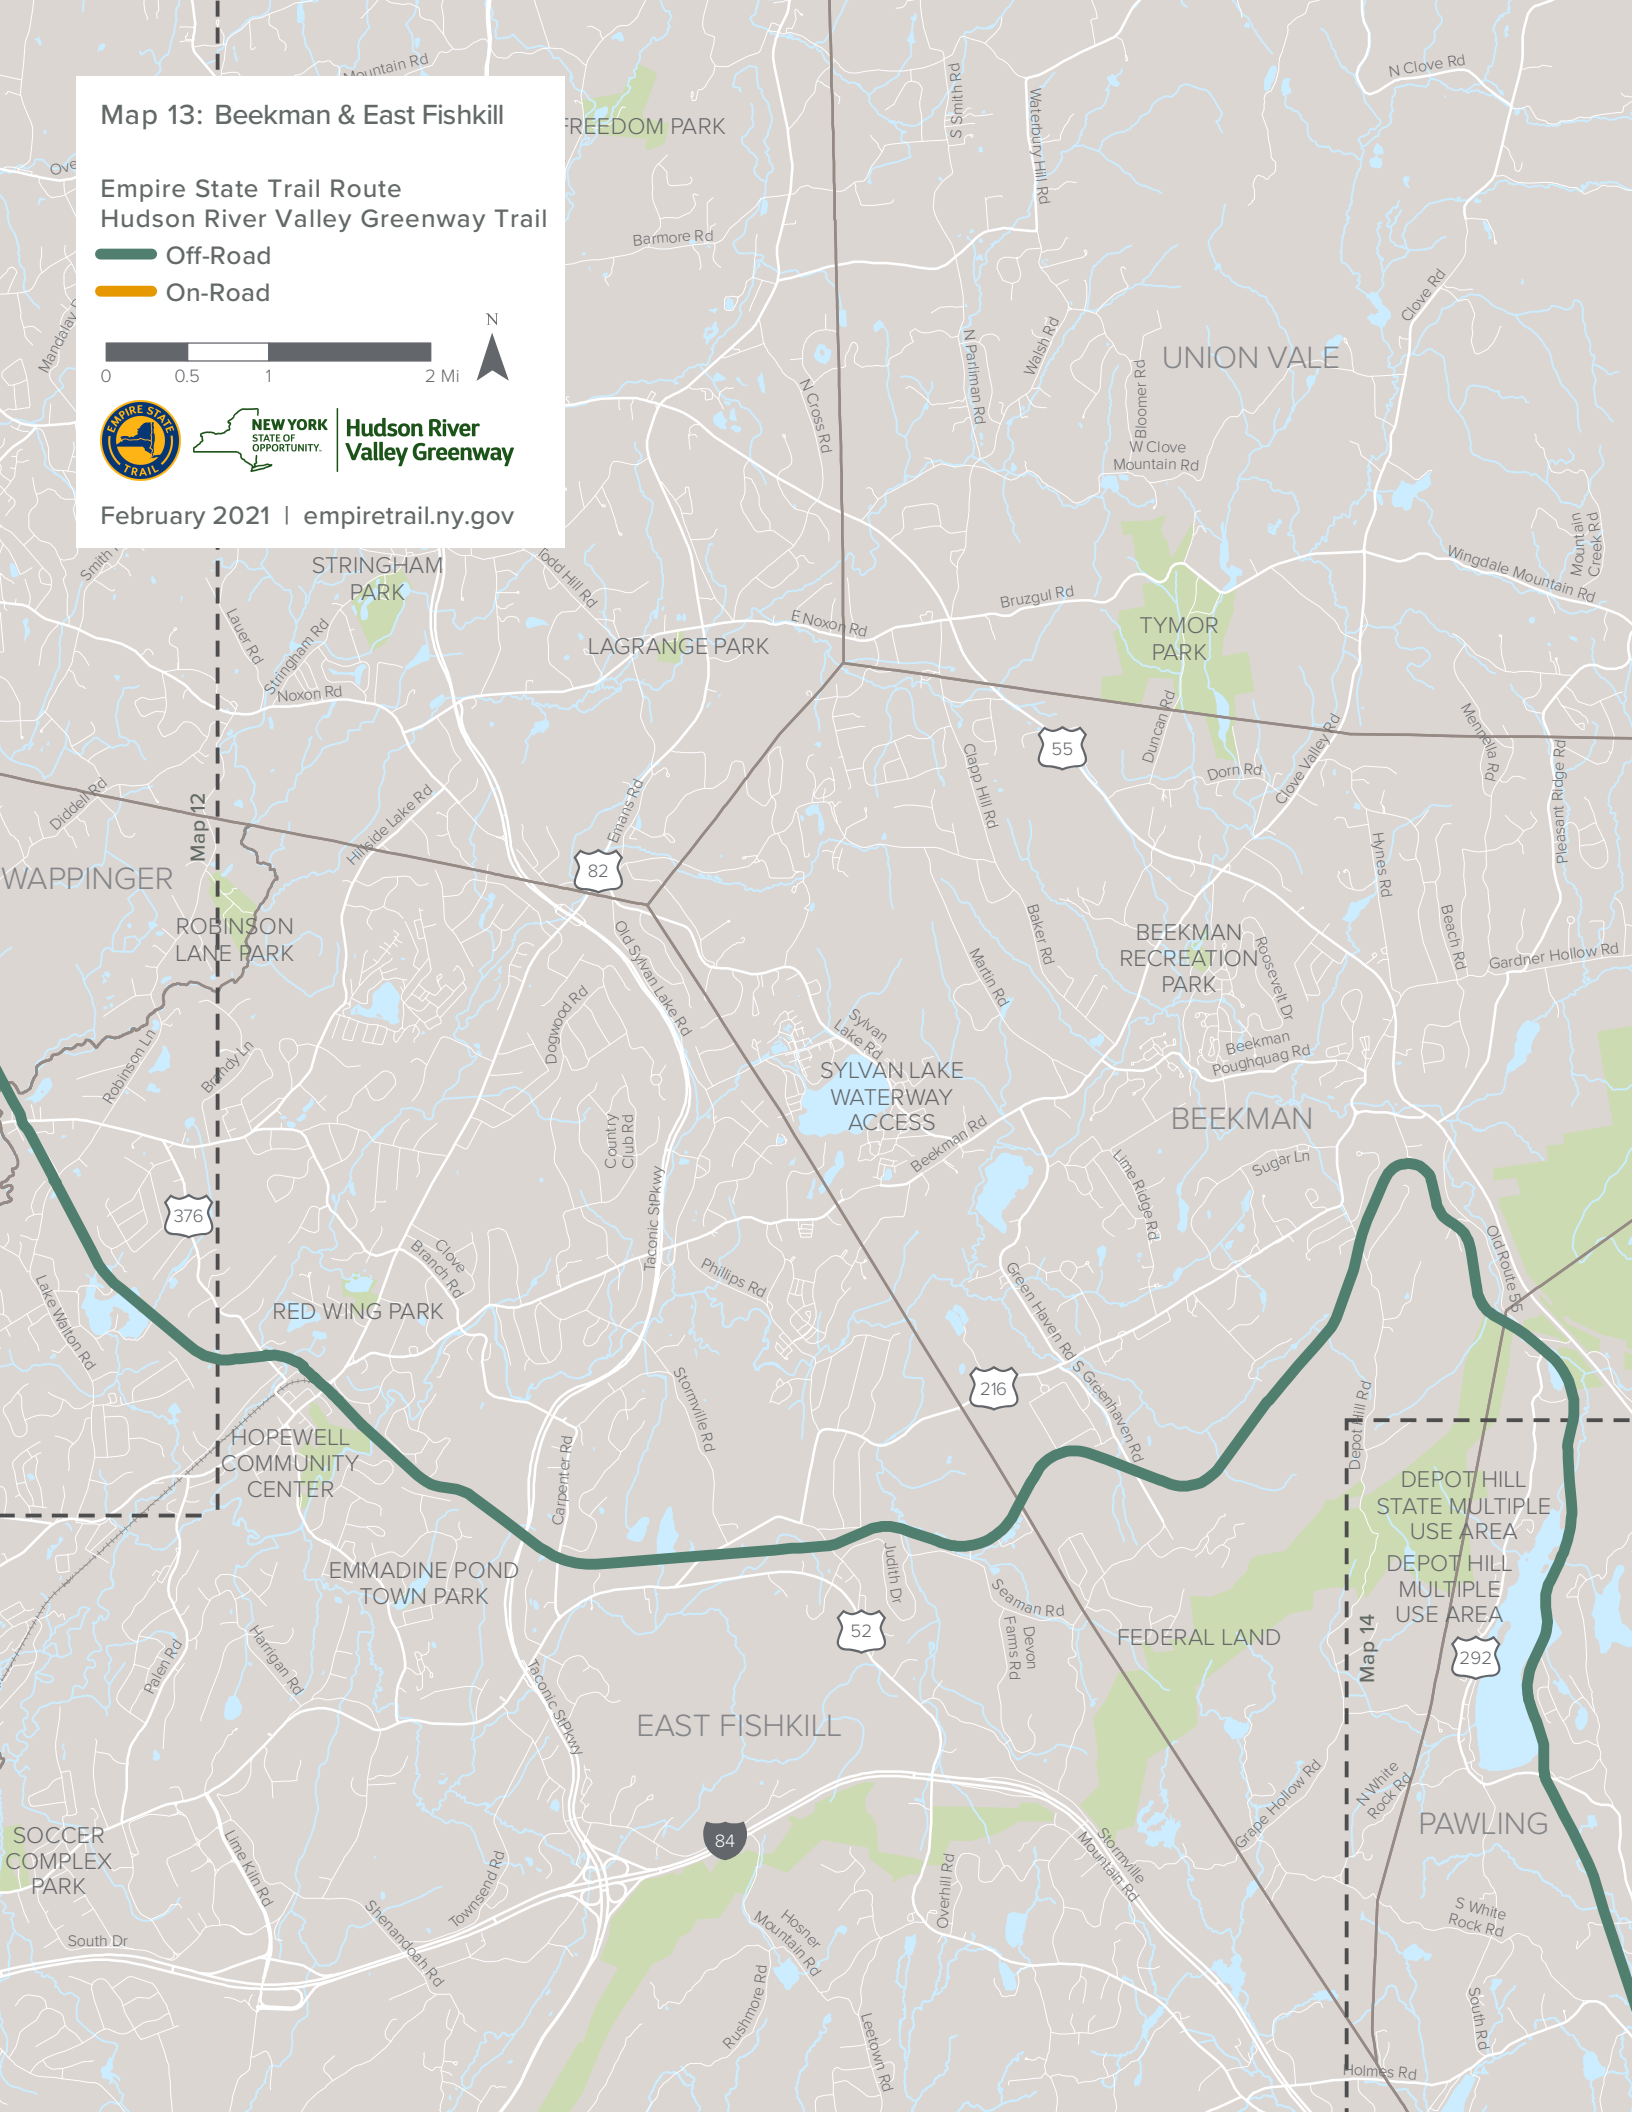 Mountain Rd
N Clove Rd
S Smith Rd
Waterbury Hill Rd
Map 13: Beekman & East Fishkill
FREEDOM PARK
Empire State Trail Route
Hudson River Valley Greenway Trail
Off-Road
On-Road
Barmore Rd
Clove Rd
N
0 0.5 1 2 Mi
N Parliman Rd
Walsh Rd
UNION VALE
Bloomer Rd
N Cross Rd
EMPIRE STATE
TRAIL
NEW YORK
STATE OF
OPPORTUNITY.
Hudson River
Valley Greenway
W Clove
Mountain Rd
February 2021 | empiretrail.ny.gov
Mountain
Creek Rd
Wingdale Mountain Rd
STRINGHAM
PARK
Todd Hill Rd
Bruzgul Rd
E Noxon Rd
Lauer Rd
Stringham Rd
LAGRANGE PARK
TYMOR
PARK
Noxon Rd
Duncan Rd
Mennella Rd
55
Clapp Hill Rd
Dorn Rd
Clove Valley Rd
Pleasant Ridge Rd
Diddell Rd
Map 12
Hillside Lake Rd
Emans Rd
82
Hynes Rd
WAPPINGER
ROBINSON
LANE PARK
Old Sylvan Lake Rd
Baker Rd
BEEKMAN
RECREATION
PARK
Roosevelt Dr
Beach Rd
Gardner Hollow Rd
Martin Rd
Dogwood Rd
Sylvan
Lake Rd
Beekman
Poughquag Rd
Robinson Ln
Brandy Ln
SYLVAN LAKE
WATERWAY
ACCESS
BEEKMAN
Country
Club Rd
Beekman Rd
Lime Ridge Rd
Sugar Ln
376
Taconic StPkwy
Clove
Branch Rd
Phillips Rd
Green Haven Rd
Old Route 55
Lake Walton Rd
RED WING PARK
216
S Greenhaven Rd
Stormville Rd
Depot Hill Rd
HOPEWELL
COMMUNITY
CENTER
Carpenter Rd
DEPOT HILL
STATE MULTIPLE
USE AREA
DEPOT HILL
MULTIPLE
USE AREA
EMMADINE POND
TOWN PARK
Judith Dr
Seaman Rd
Devon
Farms Rd
52
FEDERAL LAND
Map 14
292
Palen Rd
Harrigan Rd
Taconic StPkwy
EAST FISHKILL
Grape Hollow Rd
N White
Rock Rd
PAWLING
84
SOCCER
COMPLEX
PARK
Lime Kiln Rd
Townsend Rd
Stormville
Mountain Rd
Overhill Rd
Shenandoah Rd
Hosner
Mountain Rd
S White
Rock Rd
South Dr
Rushmore Rd
Leetown Rd
South Rd
Holmes Rd